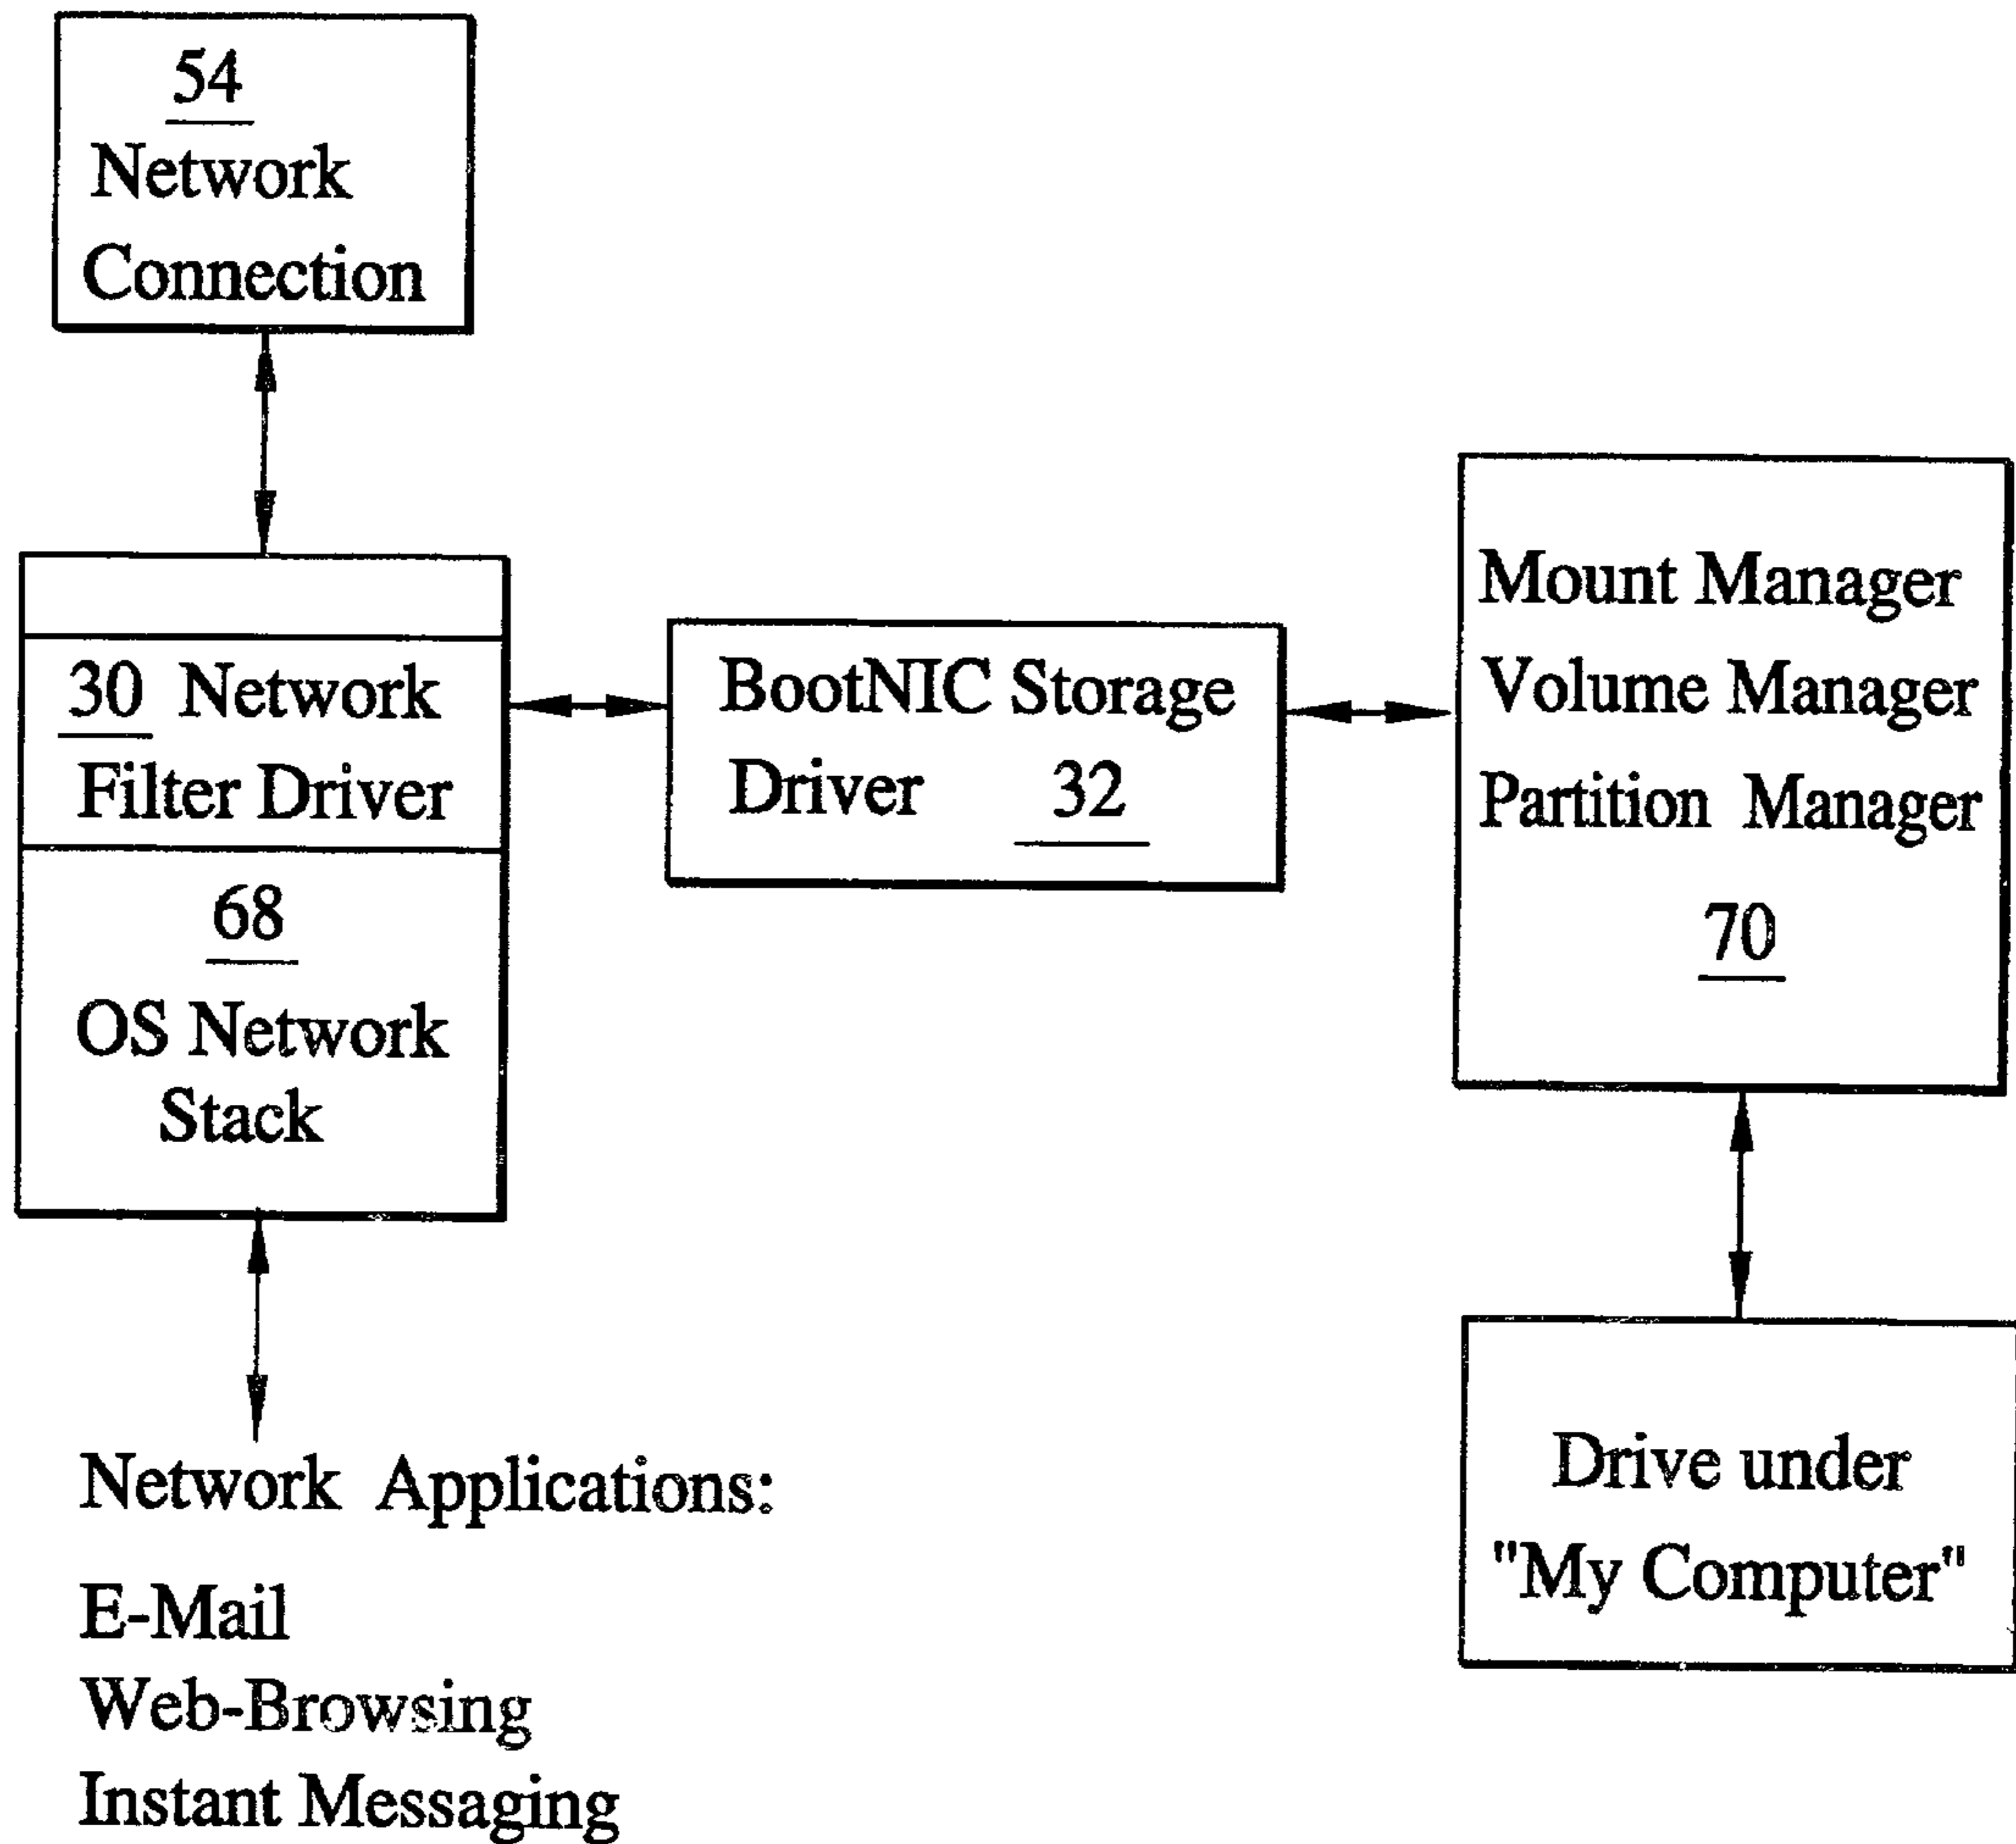 54
Network
Connection
30 Network
Filter Driver
68
OS Network
Stack
Network Applications:
E-Mail
Web-Browsing
Instant Messaging
BootNIC Storage
Driver 32
Mount Manager
Volume Manager
Partition Manager
70
Drive under
"My Computer"